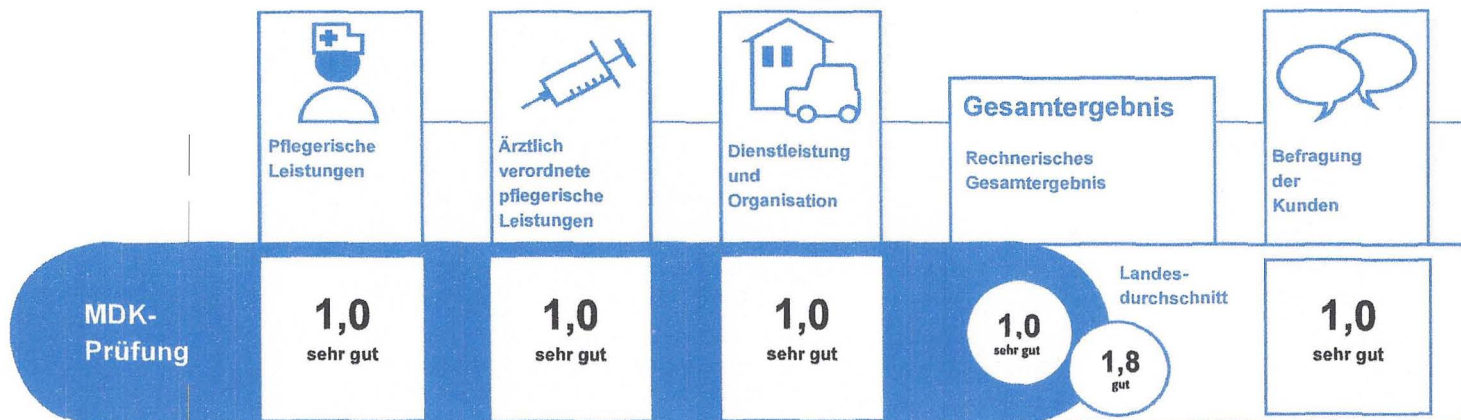 Pflegerische
Leistungen
Ärztlich
verordnete
pflegerische
Leistungen
Dienstleistung
und
Organisation
Gesamtergebnis
Rechnerisches
Gesamtergebnis
Befragung
der
Kunden
MDK-
Prüfung
1,0
sehr gut
1,0
sehr gut
1,0
sehr gut
1,0
sehr gut
Landes-
durchschnitt
1,8
gut
1,0
sehr gut